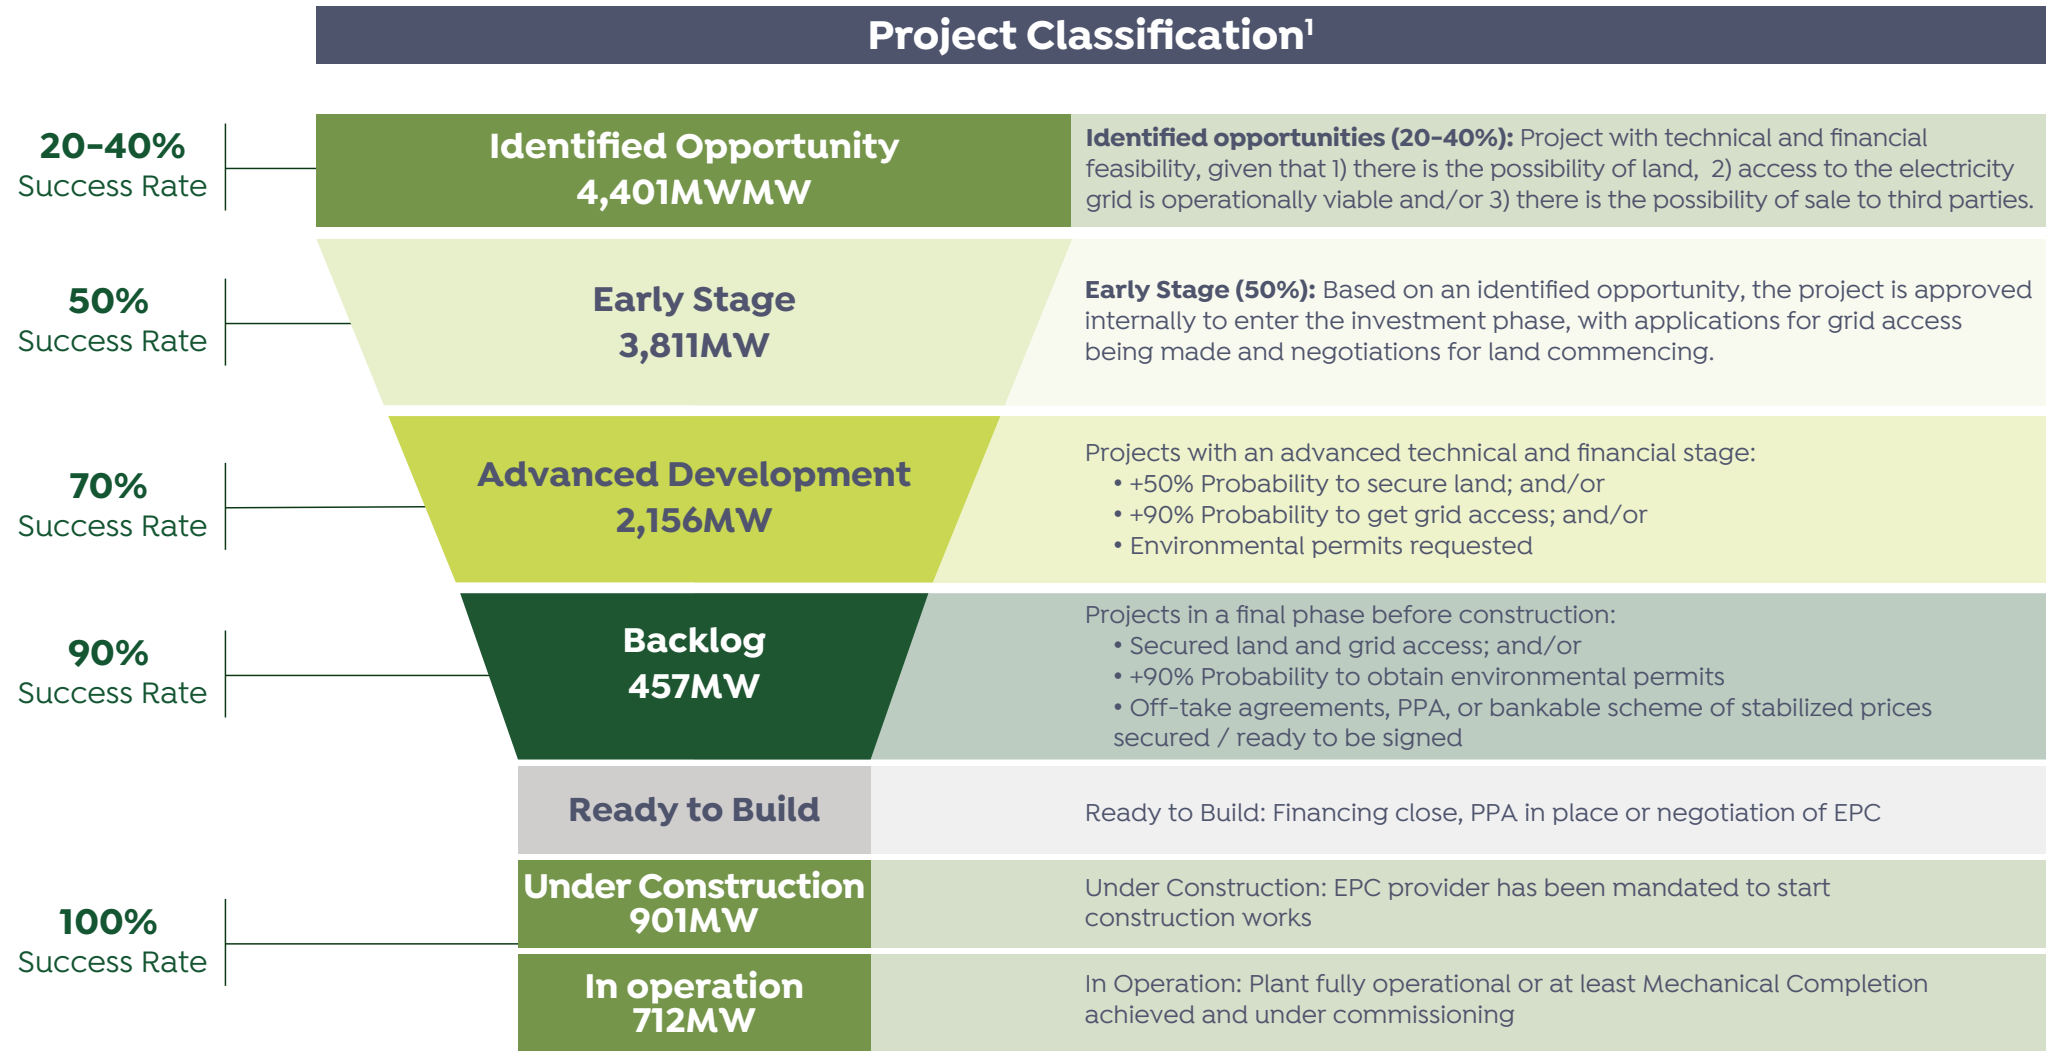 Project Classification¹
20-40%
Success Rate
Identified Opportunity
4,401MWMW
Identified opportunities (20-40%): Project with technical and financial
feasibility, given that 1) there is the possibility of land, 2) access to the electricity
grid is operationally viable and/or 3) there is the possibility of sale to third parties.
50%
Success Rate
Early Stage
3,811MW
Early Stage (50%): Based on an identified opportunity, the project is approved
internally to enter the investment phase, with applications for grid access
being made and negotiations for land commencing.
70%
Success Rate
Advanced Development
2,156MW
Projects with an advanced technical and financial stage:
• +50% Probability to secure land; and/or
• +90% Probability to get grid access; and/or
• Environmental permits requested
90%
Success Rate
Backlog
457MW
Projects in a final phase before construction:
• Secured land and grid access; and/or
• +90% Probability to obtain environmental permits
• Off-take agreements, PPA, or bankable scheme of stabilized prices
secured / ready to be signed
Ready to Build
Ready to Build: Financing close, PPA in place or negotiation of EPC
100%
Success Rate
Under Construction
901MW
Under Construction: EPC provider has been mandated to start
construction works
In operation
712MW
In Operation: Plant fully operational or at least Mechanical Completion
achieved and under commissioning